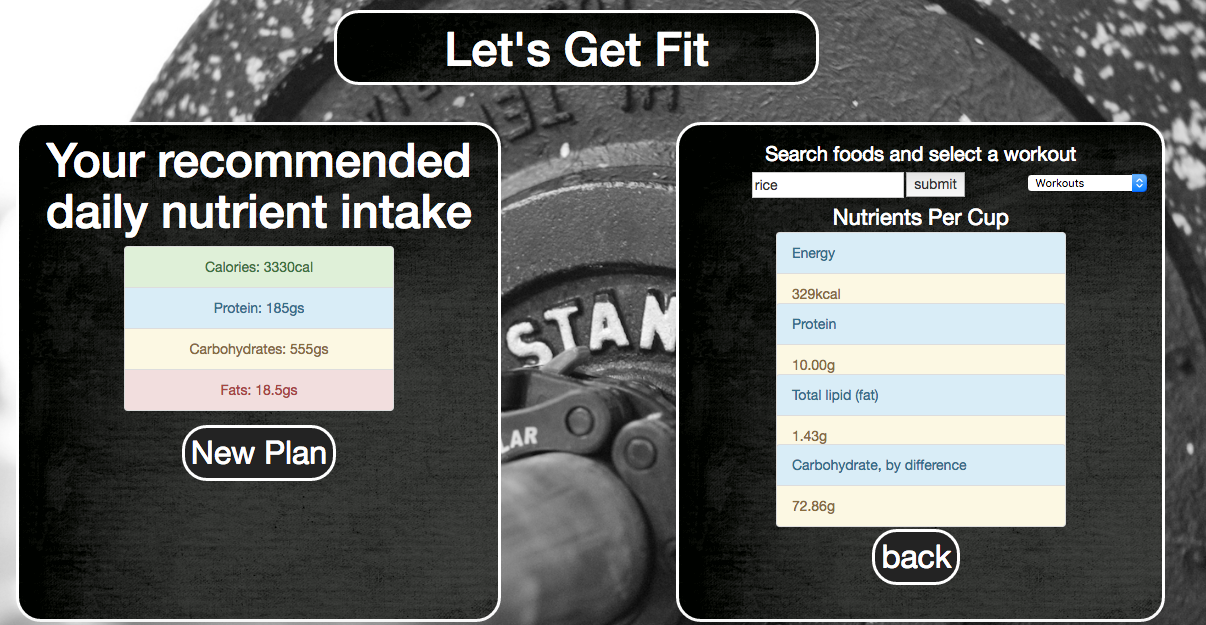 Let's Get Fit
Your recommended
daily nutrient intake
Calories: 3330cal
Protein: 185gs
Carbohydrates: 555gs
Fats: 18.5gs
New Plan
Search foods and select a workout
rice submit Workouts
Nutrients Per Cup
Energy
329kcal
Protein
10.00g
Total lipid (fat)
1.43g
Carbohydrate, by difference
72.86g
back
STAN
LAR